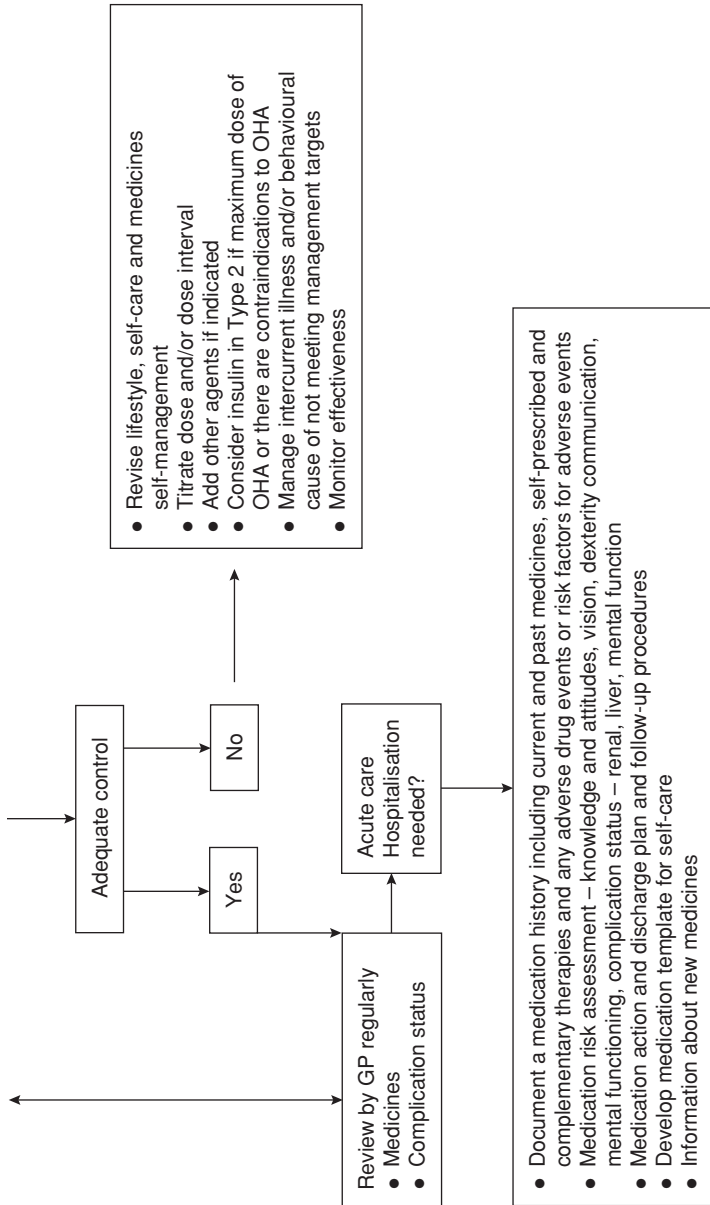 Adequate control
Yes
No
● Revise lifestyle, self-care and medicines
self-management
● Titrate dose and/or dose interval
● Add other agents if indicated
● Consider insulin in Type 2 if maximum dose of
OHA or there are contraindications to OHA
● Manage intercurrent illness and/or behavioural
cause of not meeting management targets
● Monitor effectiveness
Review by GP regularly
● Medicines
● Complication status
Acute care
Hospitalisation
needed?
● Document a medication history including current and past medicines, self-prescribed and
complementary therapies and any adverse drug events or risk factors for adverse events
● Medication risk assessment – knowledge and attitudes, vision, dexterity communication,
mental functioning, complication status – renal, liver, mental function
● Medication action and discharge plan and follow-up procedures
● Develop medication template for self-care
● Information about new medicines